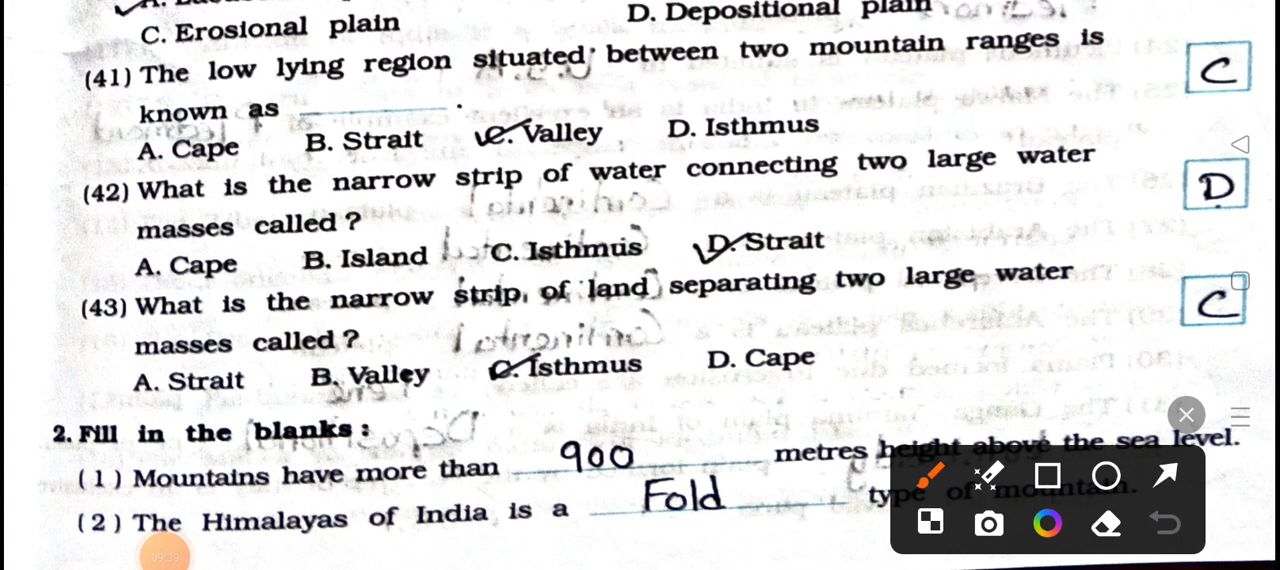 C. Erosional plain D. Depositional plain
(41) The low lying region situated between two mountain ranges is
known as ________ . C
A. Cape B. Strait C. Valley D. Isthmus
(42) What is the narrow strip of water connecting two large water
masses called ? D
A. Cape B. Island C. Isthmus D. Strait
(43) What is the narrow strip of land separating two large water
masses called ? C
A. Strait B. Valley C. Isthmus D. Cape
2. Fill in the blanks :
(1) Mountains have more than 900 metres height above the sea level.
(2) The Himalayas of India is a Fold type of mountain.
09:39